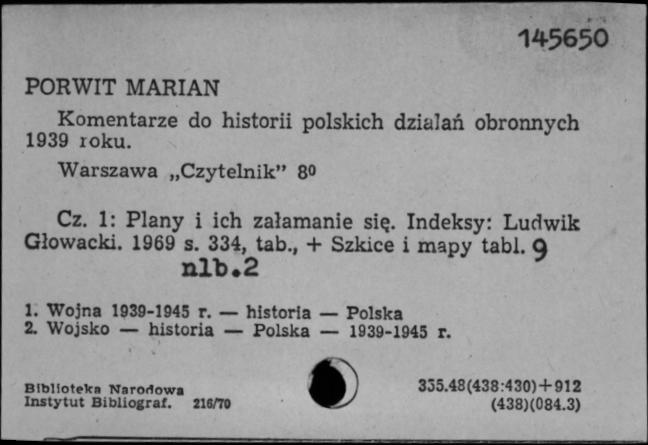 145650
PORWIT MARIAN
Komentarze do historii polskich działań obronnych
1939 roku.
Warszawa „Czytelnik” 8º
Cz. 1: Plany i ich załamanie się. Indeksy: Ludwik
Głowacki. 1969 s. 334, tab., + Szkice i mapy tabl. 9
nlb.2
1. Wojna 1939-1945 r. — historia — Polska
2. Wojsko — historia — Polska — 1939-1945 r.
Biblioteka Narodowa
Instytut Bibliograf. 216/70
355.48(438:430)+912
(438)(084.3)